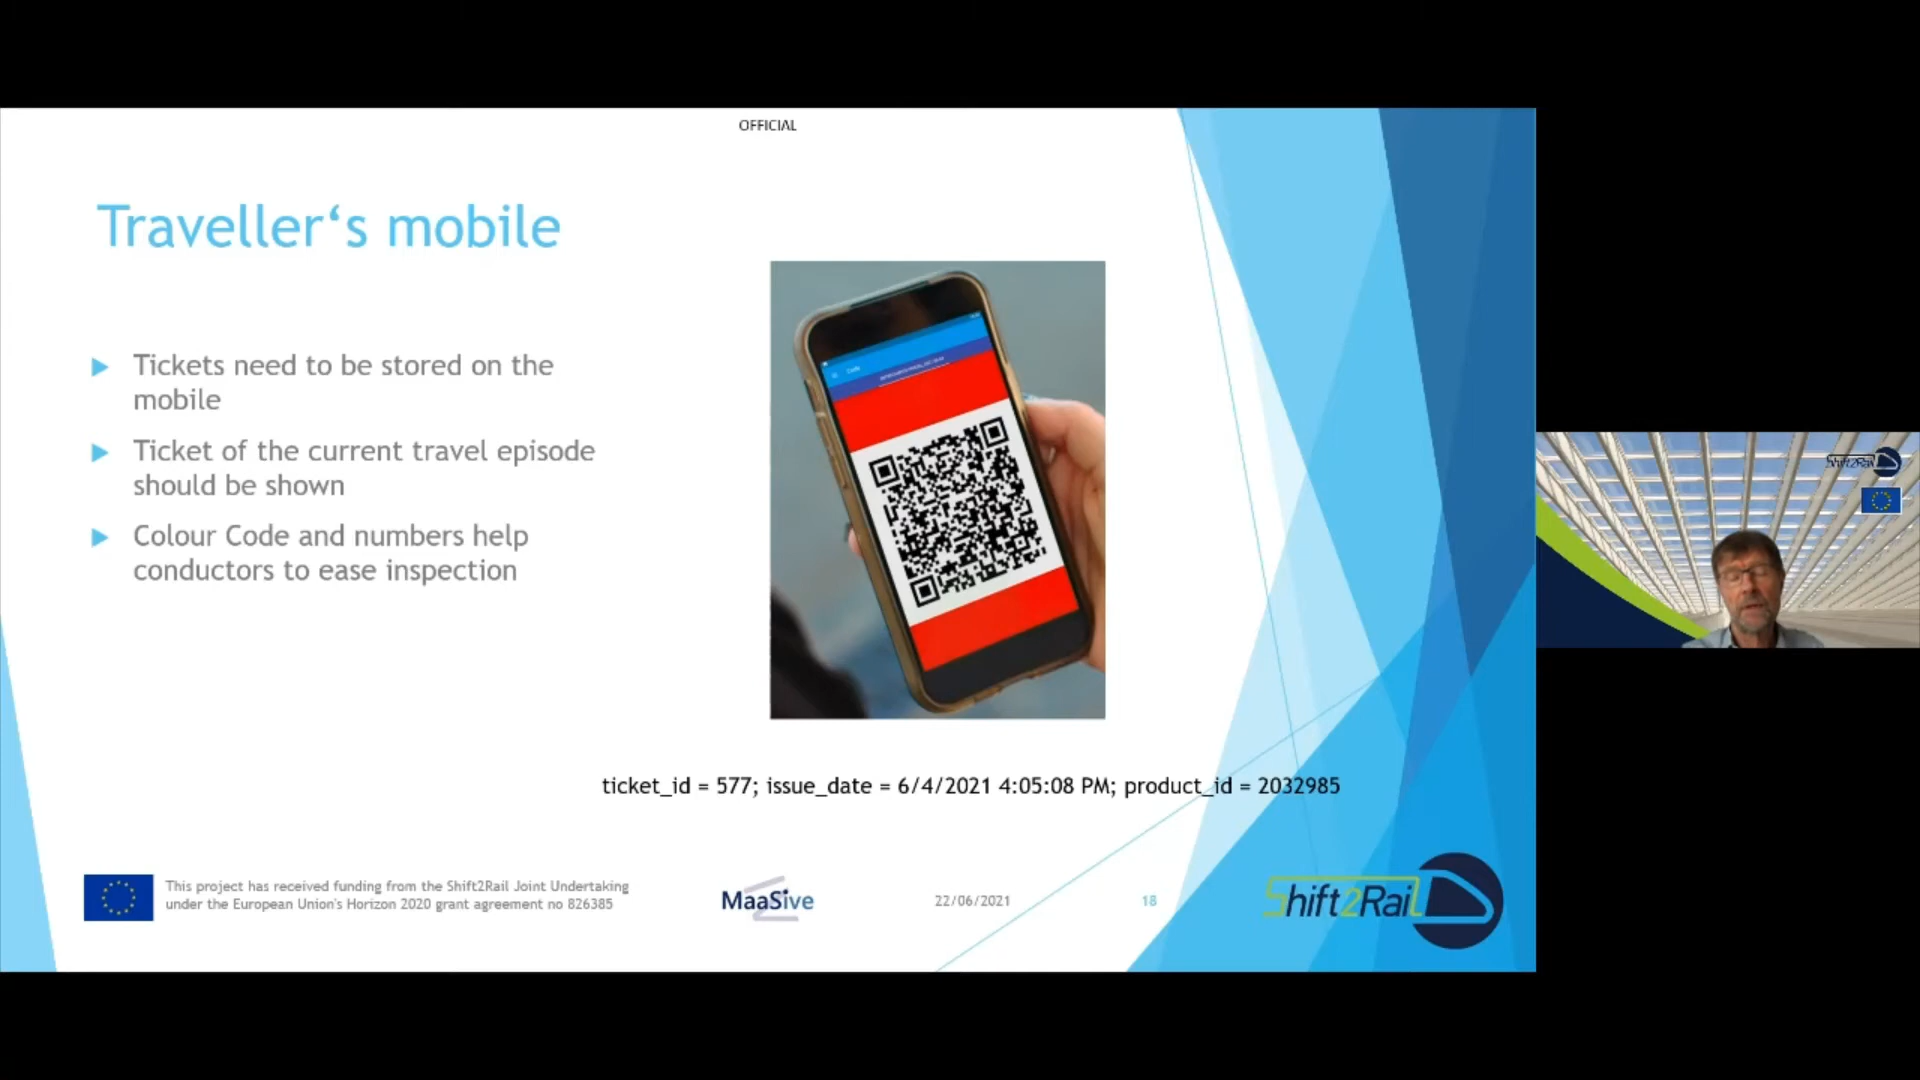 OFFICIAL
Traveller‘s mobile
Tickets need to be stored on the
mobile
Ticket of the current travel episode
should be shown
Colour Code and numbers help
conductors to ease inspection
Code
ticket_id = 577; issue_date = 6/4/2021 4:05:08 PM; product_id = 2032985
This project has received funding from the Shift2Rail Joint Undertaking
under the European Union's Horizon 2020 grant agreement no 826385
MaaSive
22/06/2021
18
Shift2Rail
Shift2Rail